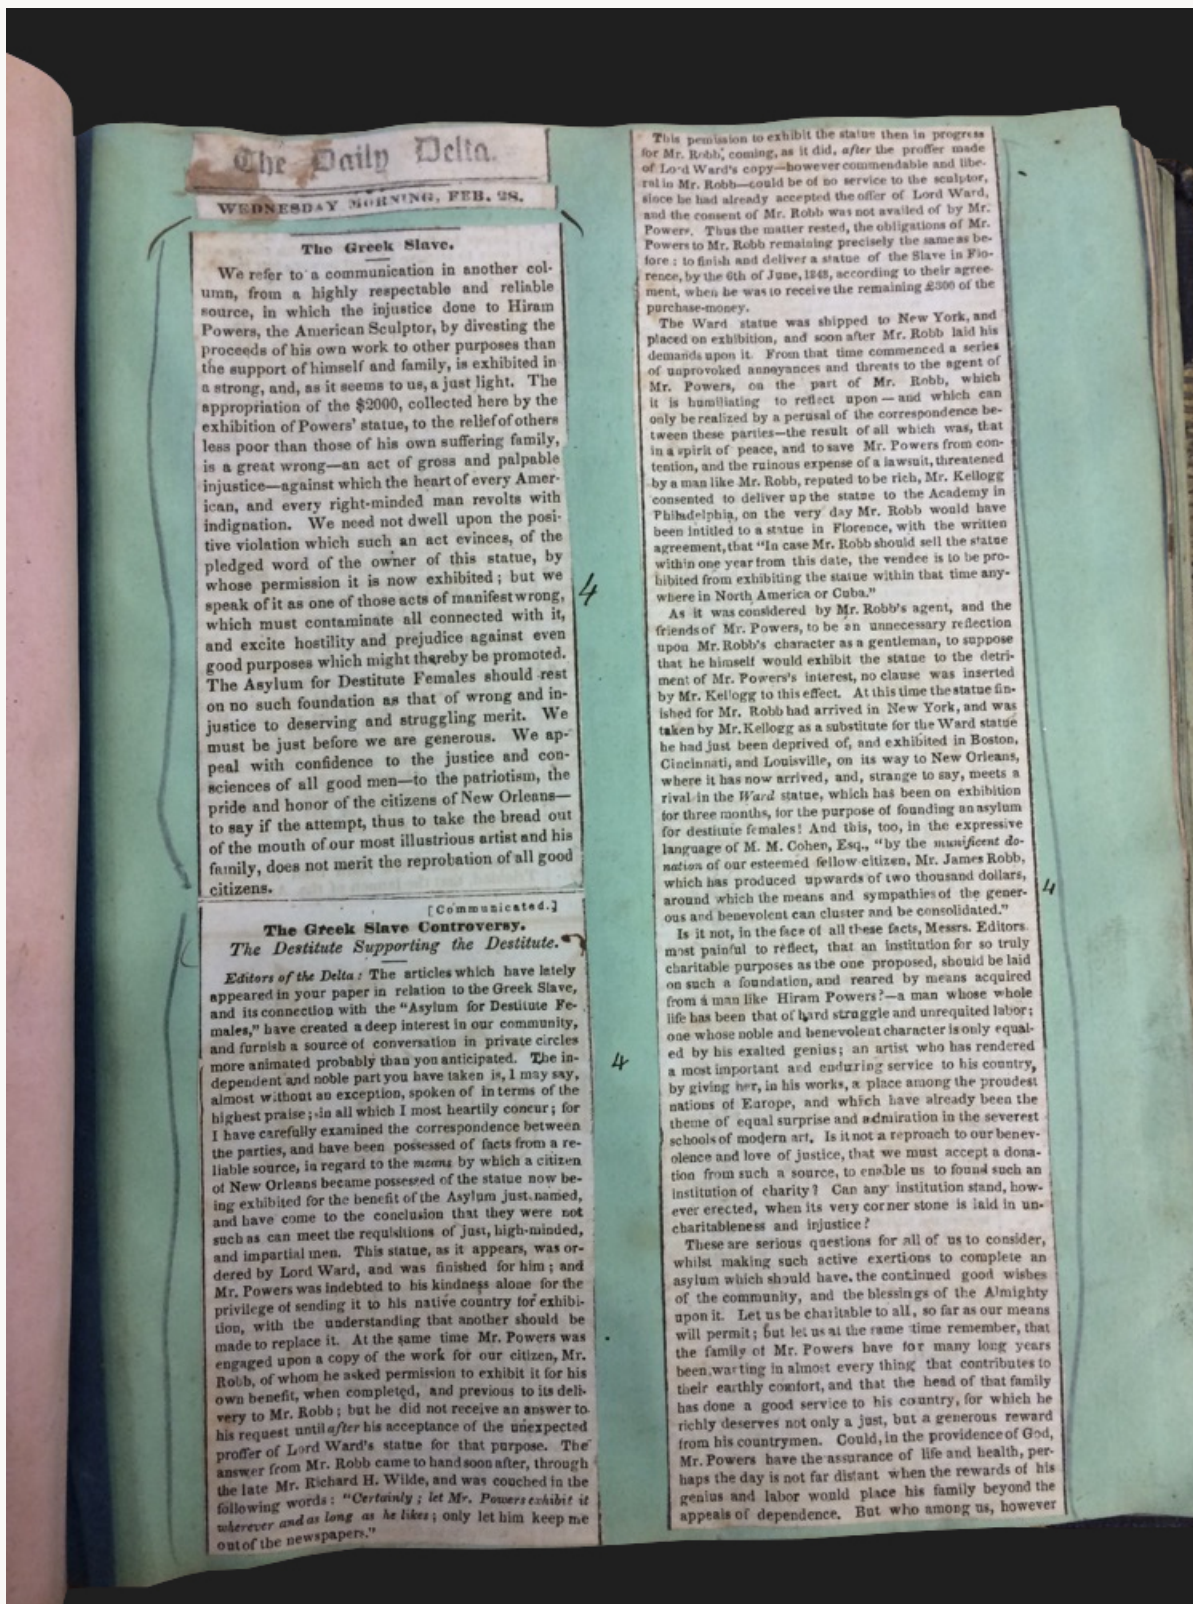 The Daily Delta.
WEDNESDAY MORNING, FEB. 28.
The Greek Slave.
We refer to a communication in another col-
umn, from a highly respectable and reliable
source, in which the injustice done to Hiram
Powers, the American Sculptor, by divesting the
proceeds of his own work to other purposes than
the support of himself and family, is exhibited in
a strong, and, as it seems to us, a just light. The
appropriation of the $2000, collected here by the
exhibition of Powers' statue, to the relief of others
less poor than those of his own suffering family,
is a great wrong—an act of gross and palpable
injustice—against which the heart of every Amer-
ican, and every right-minded man revolts with
indignation. We need not dwell upon the posi-
tive violation which such an act evinces, of the
pledged word of the owner of this statue, by
whose permission it is now exhibited; but we
speak of it as one of those acts of manifest wrong,
which must contaminate all connected with it,
and excite hostility and prejudice against even
good purposes which might thereby be promoted.
The Asylum for Destitute Females should rest
on no such foundation as that of wrong and in-
justice to deserving and struggling merit. We
must be just before we are generous. We ap-
peal with confidence to the justice and con-
sciences of all good men—to the patriotism, the
pride and honor of the citizens of New Orleans—
to say if the attempt, thus to take the bread out
of the mouth of our most illustrious artist and his
family, does not merit the reprobation of all good
citizens.
4
[Communicated.]
The Greek Slave Controversy.
The Destitute Supporting the Destitute.
Editors of the Delta: The articles which have lately
appeared in your paper in relation to the Greek Slave,
and its connection with the "Asylum for Destitute Fe-
males," have created a deep interest in our community,
and furnish a source of conversation in private circles
more animated probably than you anticipated. The in-
dependent and noble part you have taken is, I may say,
almost without an exception, spoken of in terms of the
highest praise; in all which I most heartily concur; for
I have carefully examined the correspondence between
the parties, and have been possessed of facts from a re-
liable source, in regard to the means by which a citizen
of New Orleans became possessed of the statue now be-
ing exhibited for the benefit of the Asylum just named,
and have come to the conclusion that they were not
such as can meet the requisitions of just, high-minded,
and impartial men. This statue, as it appears, was or-
dered by Lord Ward, and was finished for him; and
Mr. Powers was indebted to his kindness alone for the
privilege of sending it to his native country for exhibi-
tion, with the understanding that another should be
made to replace it. At the same time Mr. Powers was
engaged upon a copy of the work for our citizen, Mr.
Robb, of whom he asked permission to exhibit it for his
own benefit, when completed, and previous to its deli-
very to Mr. Robb; but he did not receive an answer to
his request until after his acceptance of the unexpected
proffer of Lord Ward's statue for that purpose. The
answer from Mr. Robb came to hand soon after, through
the late Mr. Richard H. Wilde, and was couched in the
following words: "Certainly; let Mr. Powers exhibit it
wherever and as long as he likes; only let him keep me
out of the newspapers."
4
This pemission to exhibit the statue then in progress
for Mr. Robb, coming, as it did, after the proffer made
of Lord Ward's copy—however commendable and libe-
ral in Mr. Robb—could be of no service to the sculptor,
since he had already accepted the offer of Lord Ward,
and the consent of Mr. Robb was not availed of by Mr.
Powers. Thus the matter rested, the obligations of Mr.
Powers to Mr. Robb remaining precisely the same as be-
fore: to finish and deliver a statue of the Slave in Flo-
rence, by the 6th of June, 1848, according to their agree-
ment, when he was to receive the remaining £300 of the
purchase-money.
The Ward statue was shipped to New York, and
placed on exhibition, and soon after Mr. Robb laid his
demands upon it. From that time commenced a series
of unprovoked annoyances and threats to the agent of
Mr. Powers, on the part of Mr. Robb, which
it is humiliating to reflect upon—and which can
only be realized by a perusal of the correspondence be-
tween these parties—the result of all which was, that
in a spirit of peace, and to save Mr. Powers from con-
tention, and the ruinous expense of a lawsuit, threatened
by a man like Mr. Robb, reputed to be rich, Mr. Kellogg
consented to deliver up the statue to the Academy in
Philadelphia, on the very day Mr. Robb would have
been intitled to a statue in Florence, with the written
agreement, that "In case Mr. Robb should sell the statue
within one year from this date, the vendee is to be pro-
hibited from exhibiting the statue within that time any-
where in North America or Cuba."
As it was considered by Mr. Robb's agent, and the
friends of Mr. Powers, to be an unnecessary reflection
upon Mr. Robb's character as a gentleman, to suppose
that he himself would exhibit the statue to the detri-
ment of Mr. Powers's interest, no clause was inserted
by Mr. Kellogg to this effect. At this time the statue fin-
ished for Mr. Robb had arrived in New York, and was
taken by Mr. Kellogg as a substitute for the Ward statue
he had just been deprived of, and exhibited in Boston,
Cincinnati, and Louisville, on its way to New Orleans,
where it has now arrived, and, strange to say, meets a
rival in the Ward statue, which has been on exhibition
for three months, for the purpose of founding an asylum
for destitute females! And this, too, in the expressive
language of M. M. Cohen, Esq., "by the munificent do-
nation of our esteemed fellow citizen, Mr. James Robb,
which has produced upwards of two thousand dollars,
around which the means and sympathies of the gener-
ous and benevolent can cluster and be consolidated."
4
Is it not, in the face of all these facts, Messrs. Editors
most painful to reflect, that an institution for so truly
charitable purposes as the one proposed, should be laid
on such a foundation, and reared by means acquired
from a man like Hiram Powers?—a man whose whole
life has been that of hard struggle and unrequited labor;
one whose noble and benevolent character is only equal-
ed by his exalted genius; an artist who has rendered
a most important and enduring service to his country,
by giving her, in his works, a place among the proudest
nations of Europe, and which have already been the
theme of equal surprise and admiration in the severest
schools of modern art. Is it not a reproach to our benev-
olence and love of justice, that we must accept a dona-
tion from such a source, to enable us to found such an
institution of charity? Can any institution stand, how-
ever erected, when its very corner stone is laid in un-
charitableness and injustice?
These are serious questions for all of us to consider,
whilst making such active exertions to complete an
asylum which should have the continued good wishes
of the community, and the blessings of the Almighty
upon it. Let us be charitable to all, so far as our means
will permit; but let us at the same time remember, that
the family of Mr. Powers have for many long years
been wanting in almost every thing that contributes to
their earthly comfort, and that the head of that family
has done a good service to his country, for which he
richly deserves not only a just, but a generous reward
from his countrymen. Could, in the providence of God,
Mr. Powers have the assurance of life and health, per-
haps the day is not far distant when the rewards of his
genius and labor would place his family beyond the
appeals of dependence. But who among us, however